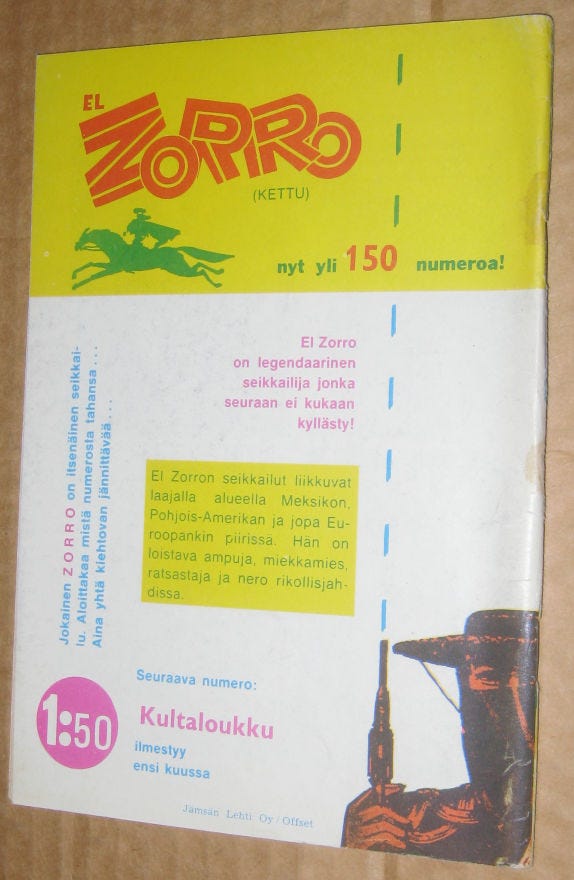 EL
ZORRO
(KETTU)
nyt yli 150 numeroa!
El Zorro
on legendaarinen
seikkailija jonka
seuraan ei kukaan
kyllästy!
Jokainen ZORRO on itsenäinen seikkai-
lu. Aloittakaa mistä numerosta tahansa...
Aina yhtä kiehtovan jännittävää...
El Zorron seikkailut liikkuvat
laajalla alueella Meksikon,
Pohjois-Amerikan ja jopa Eu-
roopankin piirissä. Hän on
loistava ampuja, miekkamies,
ratsastaja ja nero rikollisjah-
dissa.
Seuraava numero:
Kultaloukku
ilmestyy
ensi kuussa
1:50
Jämsän Lehti Oy / Offset